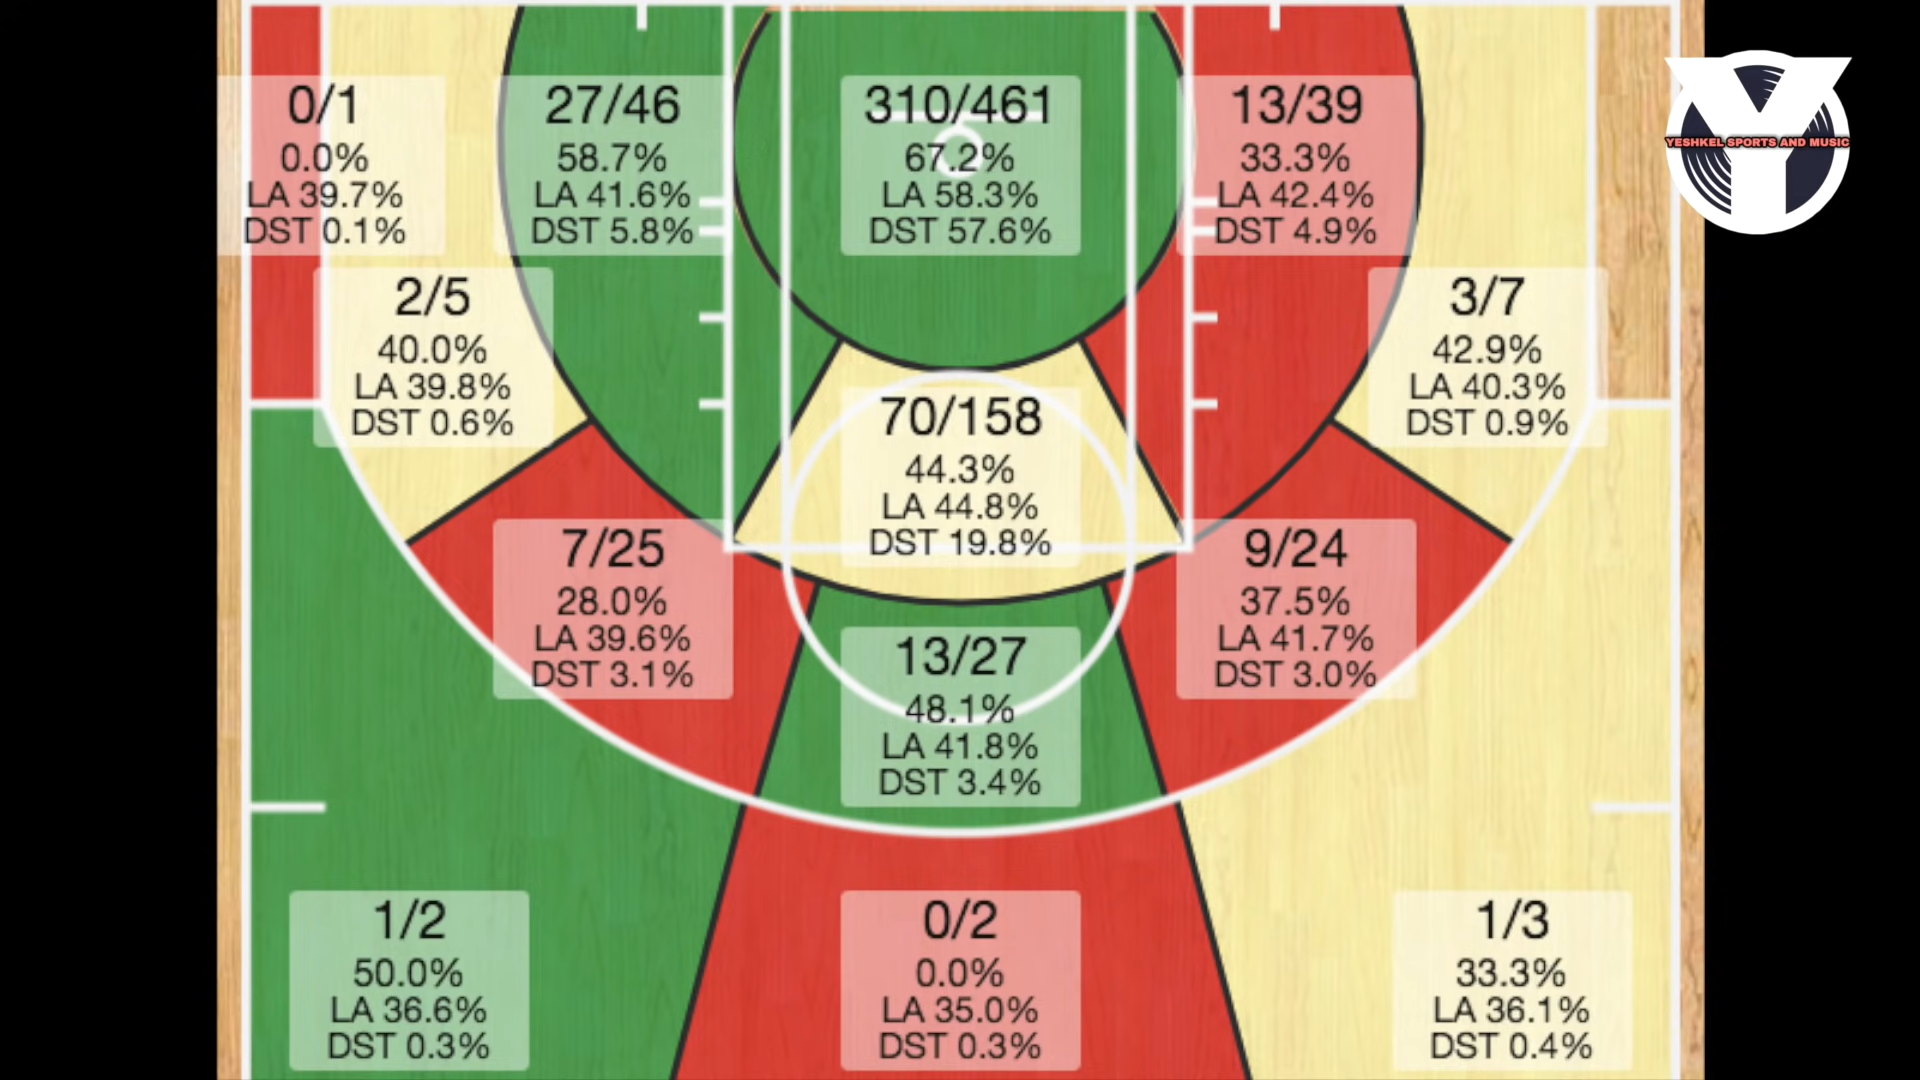 0/1
0.0%
LA 39.7%
DST 0.1%
27/46
58.7%
LA 41.6%
DST 5.8%
310/461
67.2%
LA 58.3%
DST 57.6%
13/39
33.3%
LA 42.4%
DST 4.9%
YESHKEL SPORTS AND MUSIC
2/5
40.0%
LA 39.8%
DST 0.6%
3/7
42.9%
LA 40.3%
DST 0.9%
70/158
44.3%
LA 44.8%
DST 19.8%
7/25
28.0%
LA 39.6%
DST 3.1%
9/24
37.5%
LA 41.7%
DST 3.0%
13/27
48.1%
LA 41.8%
DST 3.4%
1/2
50.0%
LA 36.6%
DST 0.3%
0/2
0.0%
LA 35.0%
DST 0.3%
1/3
33.3%
LA 36.1%
DST 0.4%